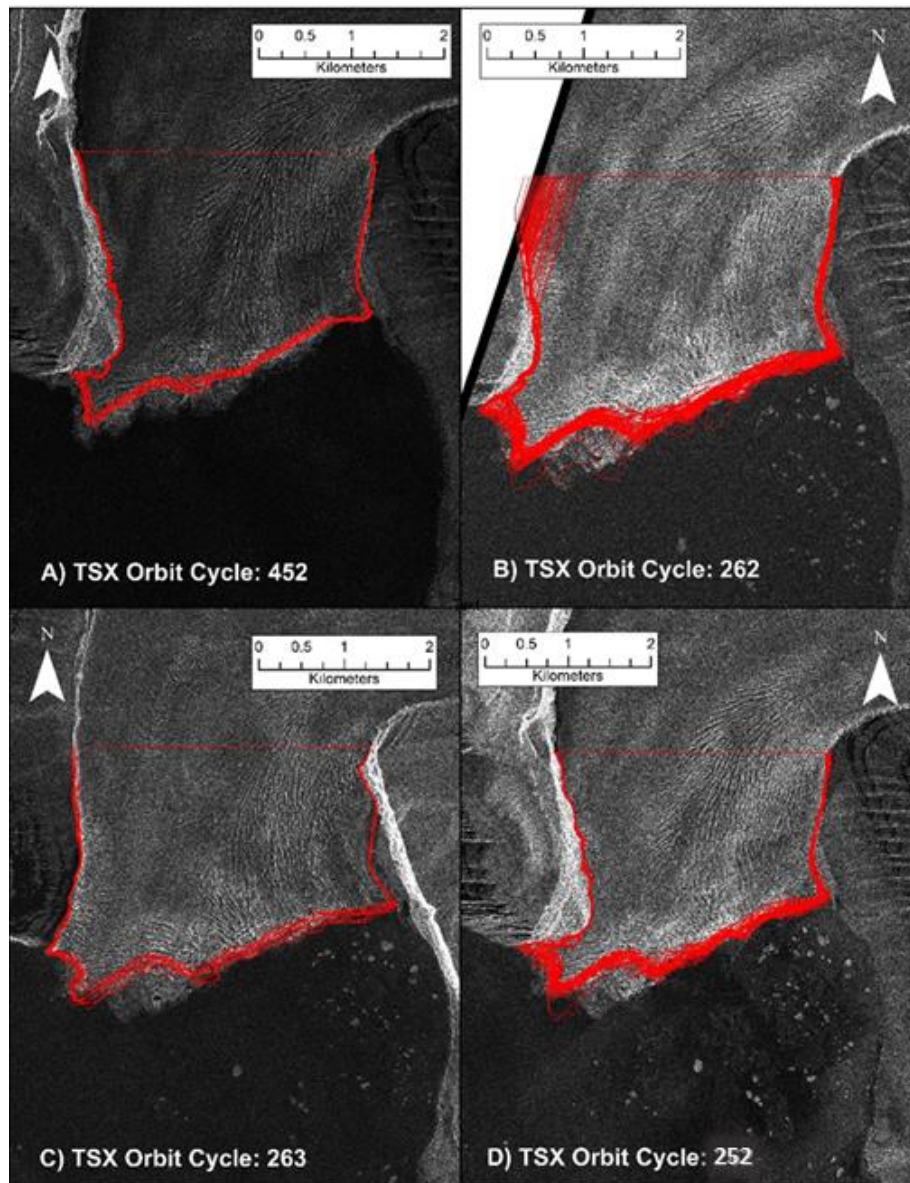 N
0 0.5 1 2
Kilometers
A) TSX Orbit Cycle: 452
0 0.5 1 2
Kilometers
N
B) TSX Orbit Cycle: 262
N
0 0.5 1 2
Kilometers
C) TSX Orbit Cycle: 263
0 0.5 1 2
Kilometers
N
D) TSX Orbit Cycle: 252